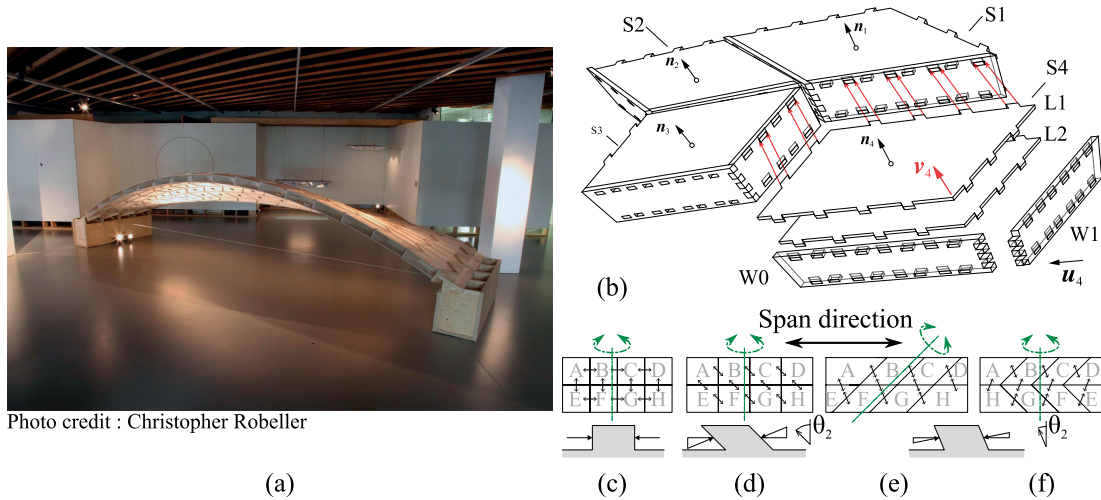 S2
S1
n1
n2
S4
L1
S3
n3
n4
L2
v4
W1
W0
u4
(b)
Span direction
A B C D
E F G H
A B C D
E F G H
A B C D
E F G H
A B C D
H G F E
θ2
θ2
Photo credit : Christopher Robeller
(a)
(c)
(d)
(e)
(f)